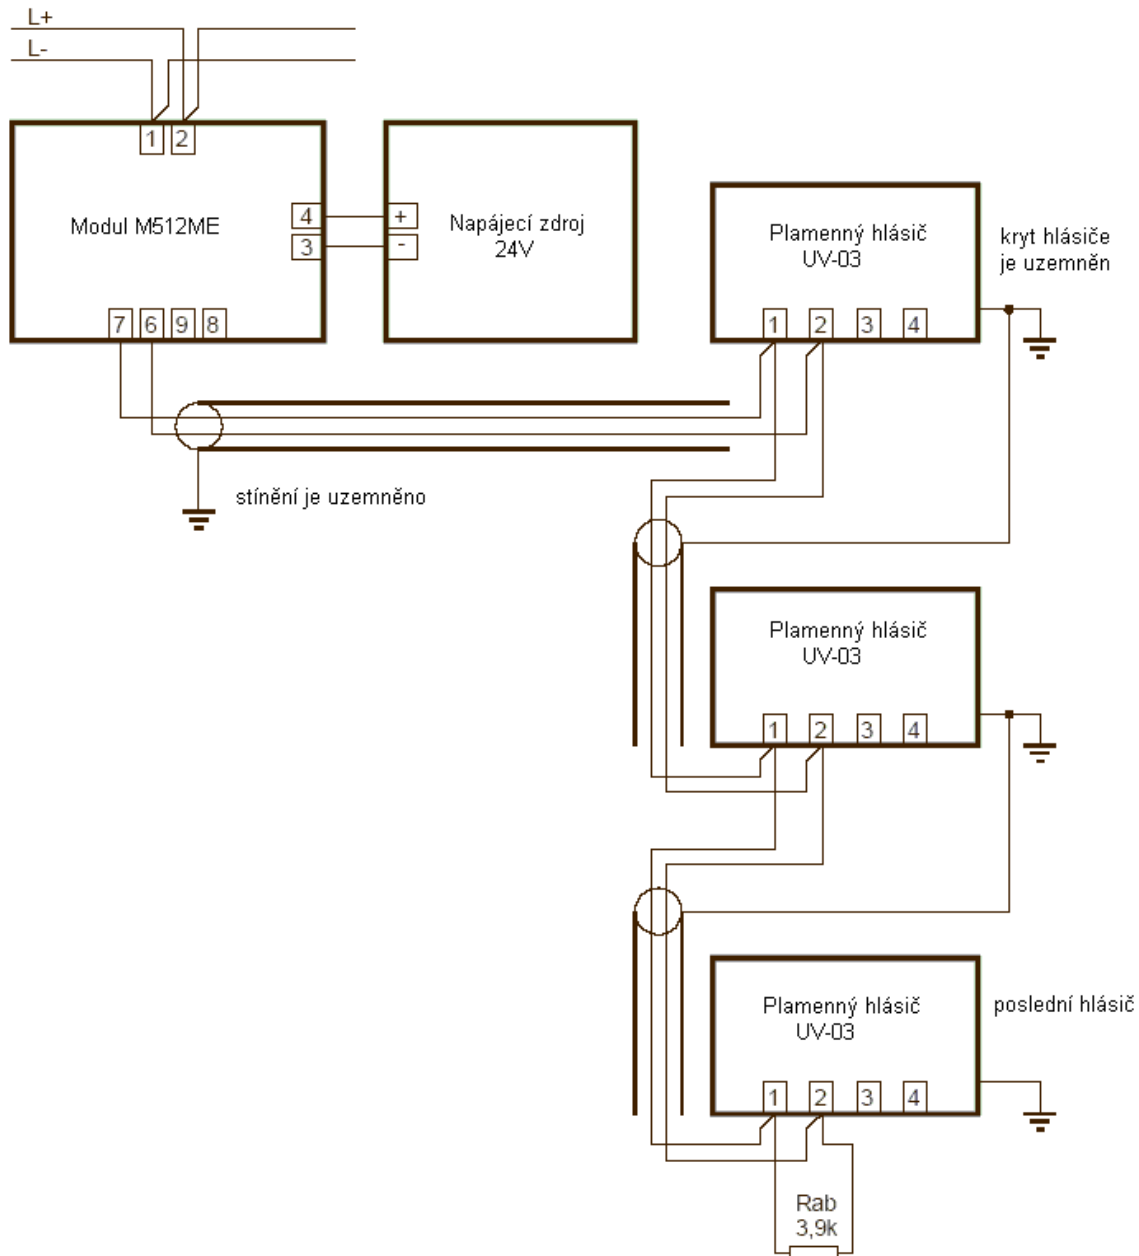 L+
L-
1 2
Modul M512ME
4
3
7 6 9 8
+
-
Napájecí zdroj
24V
Plamenný hlásič
UV-03
1 2 3 4
kryt hlásiče
je uzemněn
stínění je uzemněno
Plamenný hlásič
UV-03
1 2 3 4
Plamenný hlásič
UV-03
1 2 3 4
poslední hlásič
Rab
3,9k